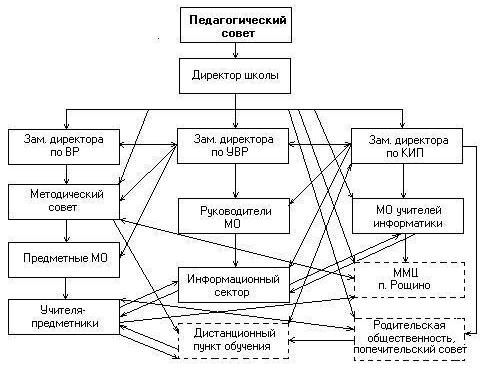 Педагогический
совет
Директор школы
Зам. директора
по ВР
Зам. директора
по УВР
Зам. директора
по КИП
Методический
совет
Руководители
МО
МО учителей
информатики
Предметные МО
Информационный
сектор
ММЦ
п. Рощино
Учителя-
предметники
Дистанционный
пункт обучения
Родительская
общественность,
попечительский совет